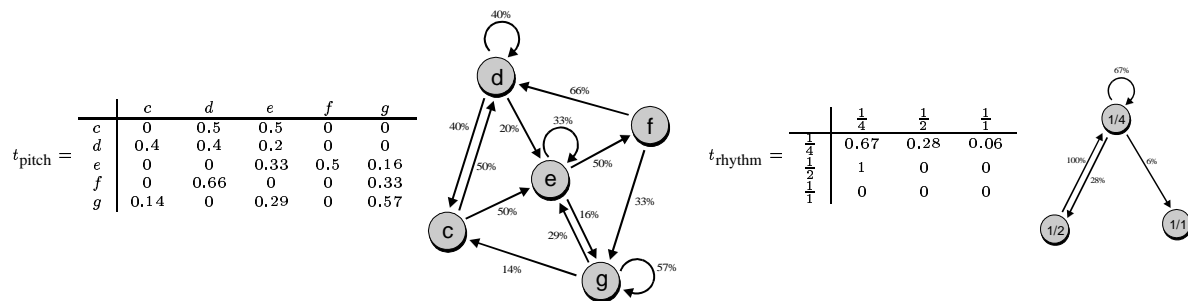 t_pitch =
c d e f g
c 0 0.5 0.5 0 0
d 0.4 0.4 0.2 0 0
e 0 0 0.33 0.5 0.16
f 0 0.66 0 0 0.33
g 0.14 0 0.29 0 0.57
40%
d
66%
f
40%
20%
33%
50%
50%
e
33%
c
50%
16%
29%
14%
g
57%
t_rhythm =
1/4 1/2 1/1
1/4 0.67 0.28 0.06
1/2 1 0 0
1/1 0 0 0
67%
1/4
100%
28%
6%
1/2
1/1